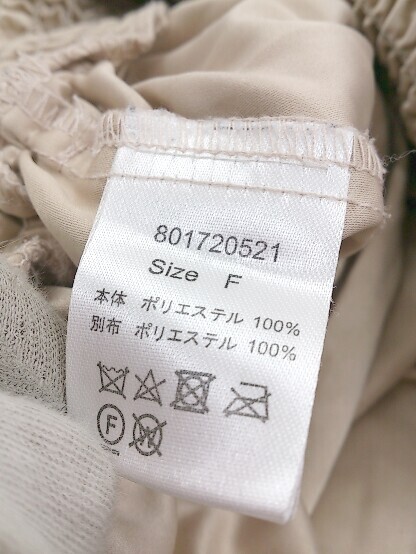 801720521
Size F
本体 ポリエステル 100%
別布 ポリエステル 100%
F
W